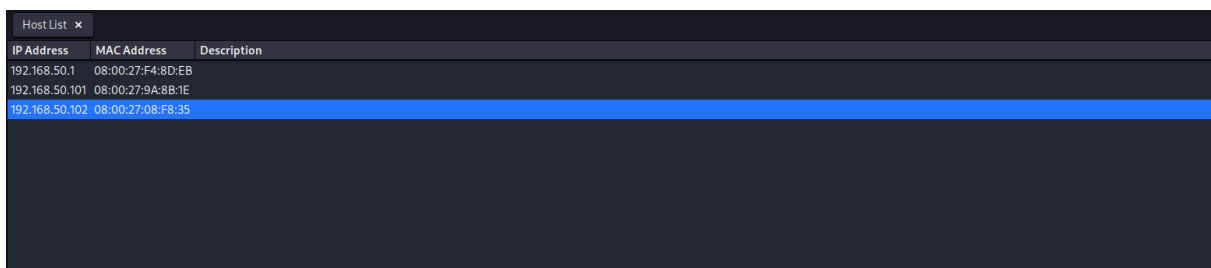 Host List ×
IP Address MAC Address Description
192.168.50.1 08:00:27:F4:8D:EB
192.168.50.101 08:00:27:9A:8B:1E
192.168.50.102 08:00:27:08:F8:35